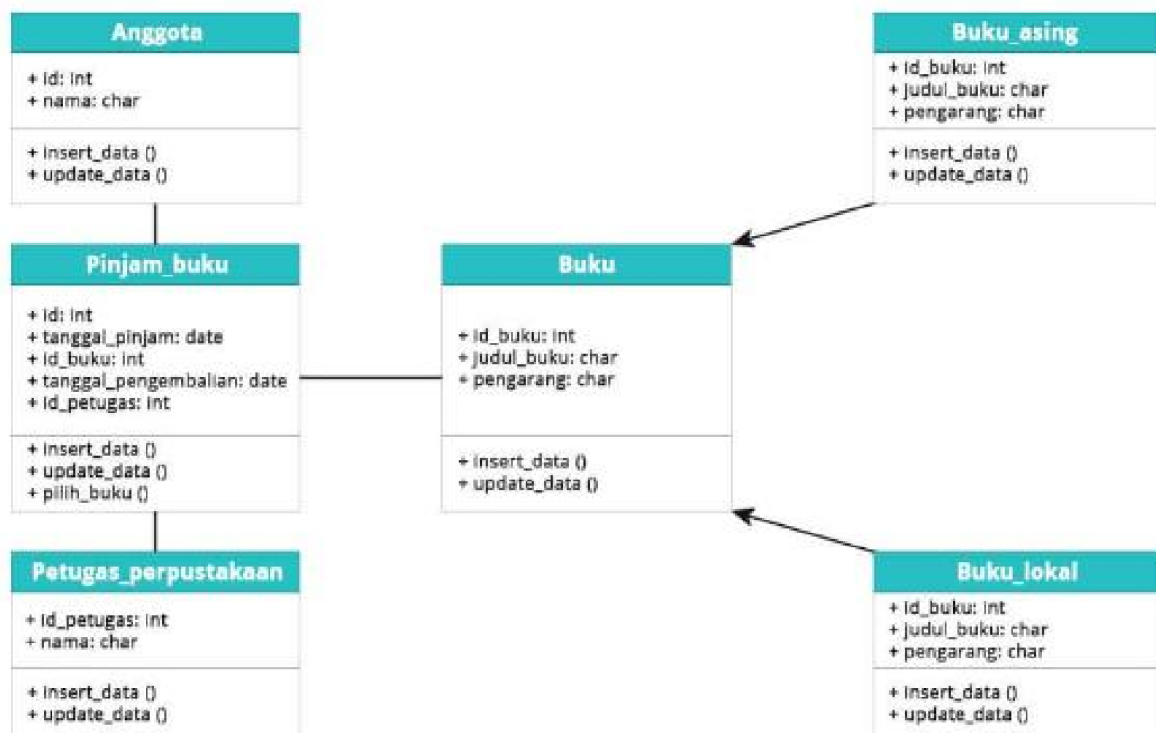 Anggota
+ id: int
+ nama: char
+ insert_data ()
+ update_data ()
Pinjam_buku
+ id: int
+ tanggal_pinjam: date
+ id_buku: int
+ tanggal_pengembalian: date
+ id_petugas: int
+ insert_data ()
+ update_data ()
+ pilih_buku ()
Petugas_perpustakaan
+ id_petugas: int
+ nama: char
+ insert_data ()
+ update_data ()
Buku
+ id_buku: int
+ judul_buku: char
+ pengarang: char
+ insert_data ()
+ update_data ()
Buku_asing
+ id_buku: int
+ judul_buku: char
+ pengarang: char
+ insert_data ()
+ update_data ()
Buku_lokal
+ id_buku: int
+ judul_buku: char
+ pengarang: char
+ insert_data ()
+ update_data ()